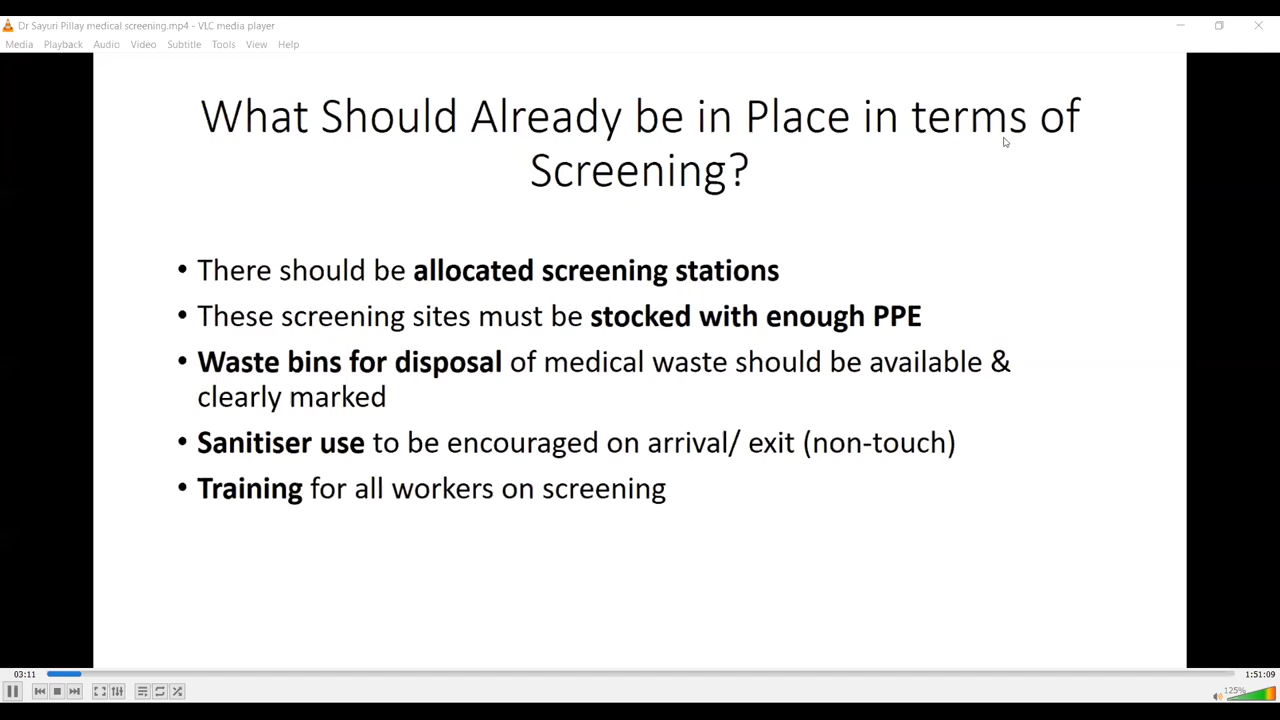 Dr Sayuri Pillay medical screening.mp4 - VLC media player
Media Playback Audio Video Subtitle Tools View Help
What Should Already be in Place in terms of
Screening?
• There should be allocated screening stations
• These screening sites must be stocked with enough PPE
• Waste bins for disposal of medical waste should be available &
clearly marked
• Sanitiser use to be encouraged on arrival/ exit (non-touch)
• Training for all workers on screening
03:11 1:51:09
125%